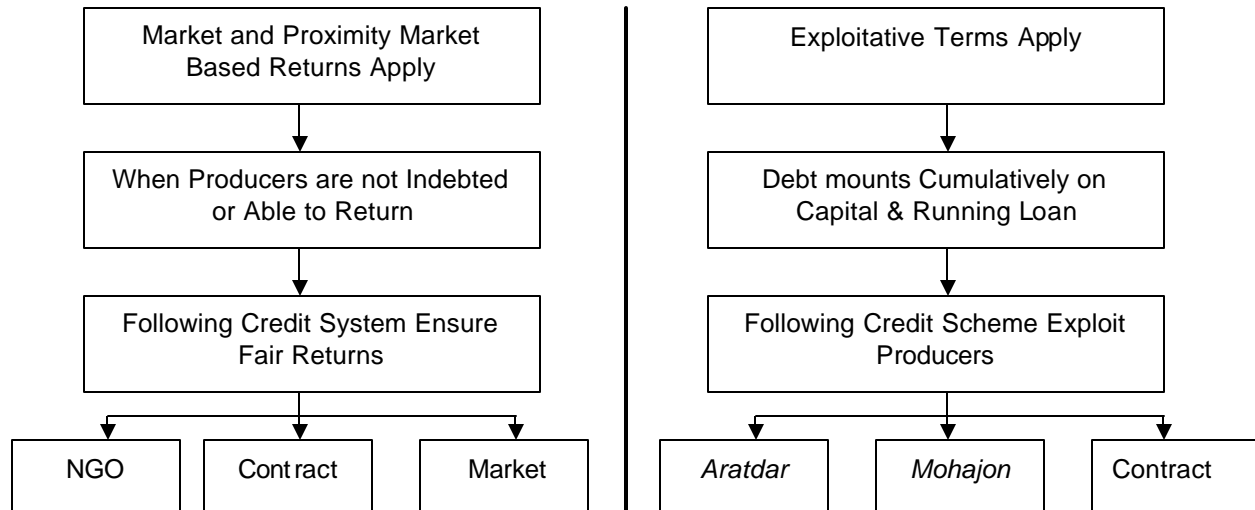 Market and Proximity Market
Based Returns Apply
When Producers are not Indebted
or Able to Return
Following Credit System Ensure
Fair Returns
NGO
Contract
Market
Exploitative Terms Apply
Debt mounts Cumulatively on
Capital & Running Loan
Following Credit Scheme Exploit
Producers
Aratdar
Mohajon
Contract